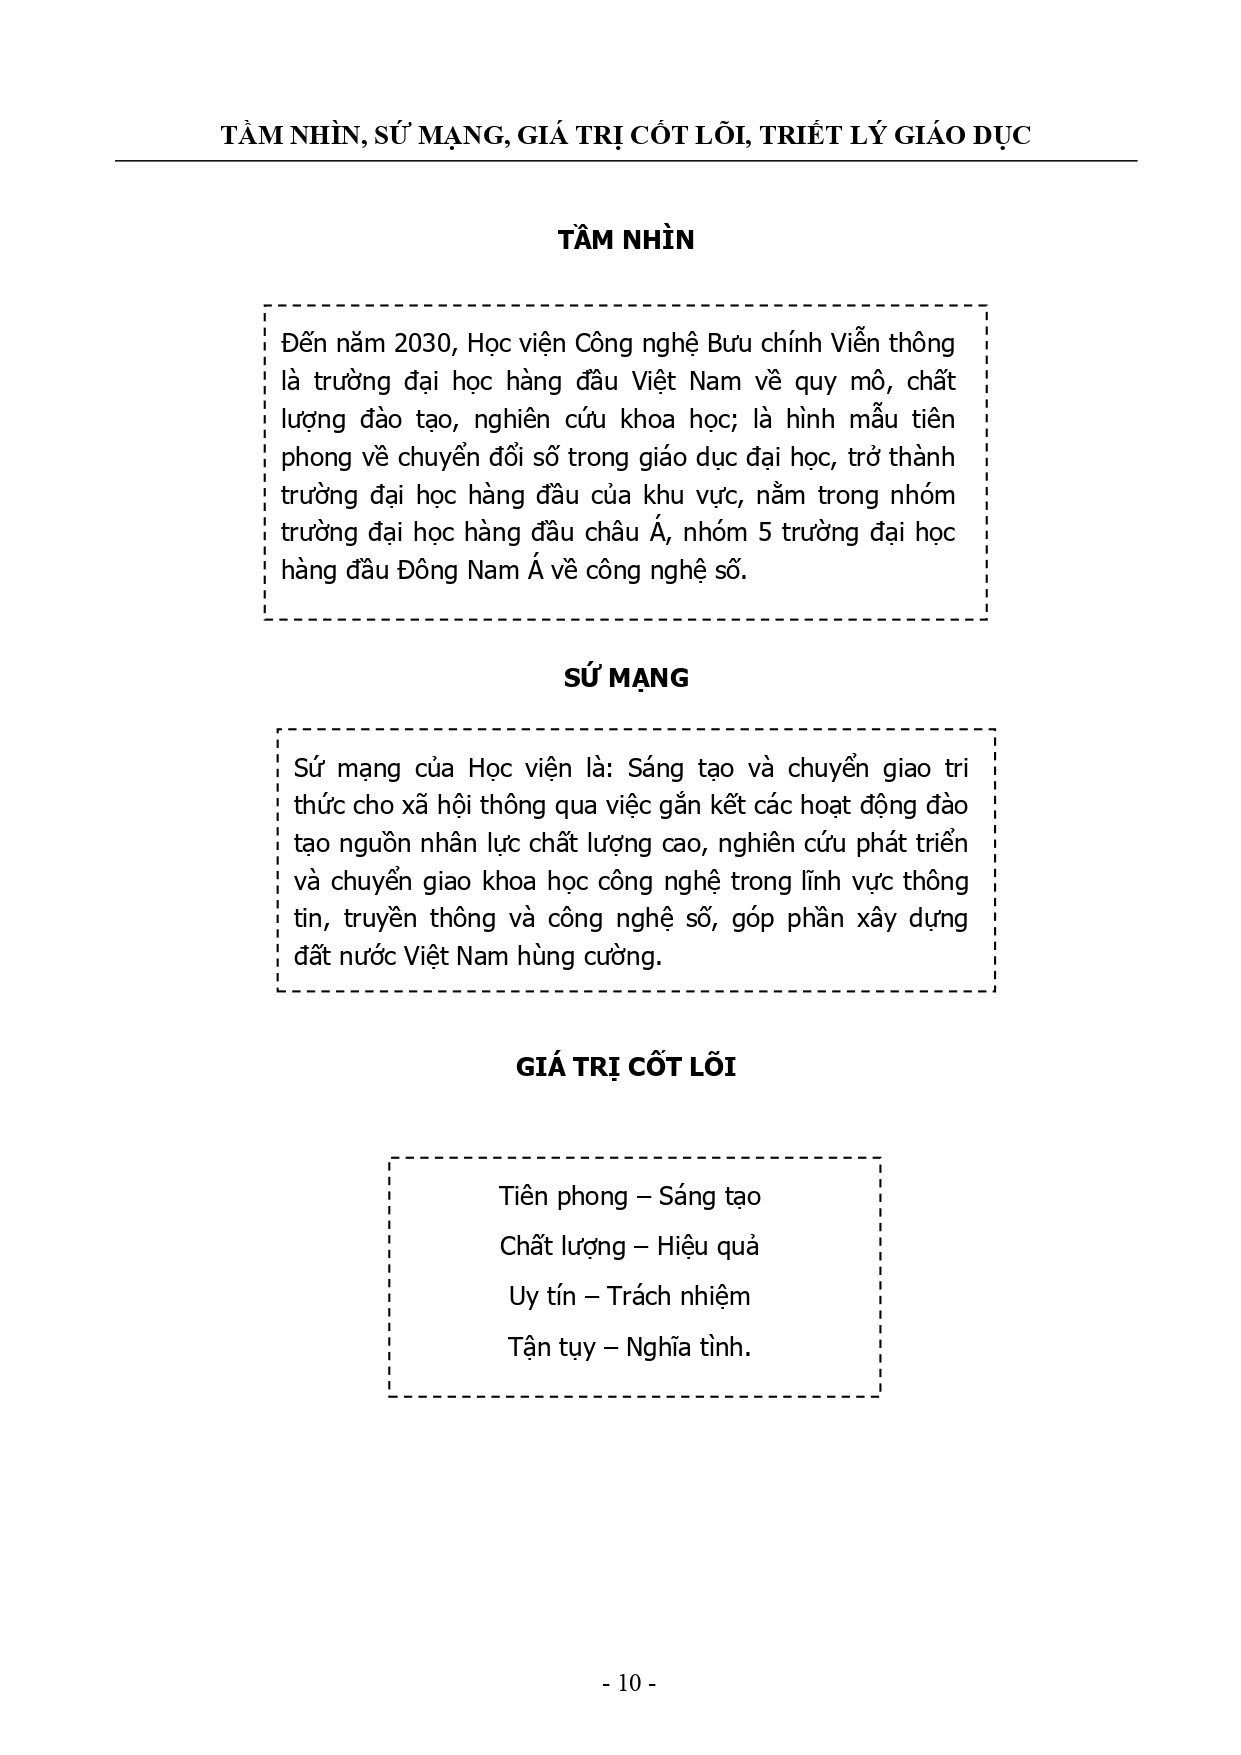 TẦM NHÌN, SỨ MẠNG, GIÁ TRỊ CỐT LÕI, TRIẾT LÝ GIÁO DỤC
TẦM NHÌN
Đến năm 2030, Học viện Công nghệ Bưu chính Viễn thông
là trường đại học hàng đầu Việt Nam về quy mô, chất
lượng đào tạo, nghiên cứu khoa học; là hình mẫu tiên
phong về chuyển đổi số trong giáo dục đại học, trở thành
trường đại học hàng đầu của khu vực, nằm trong nhóm
trường đại học hàng đầu châu Á, nhóm 5 trường đại học
hàng đầu Đông Nam Á về công nghệ số.
SỨ MẠNG
Sứ mạng của Học viện là: Sáng tạo và chuyển giao tri
thức cho xã hội thông qua việc gắn kết các hoạt động đào
tạo nguồn nhân lực chất lượng cao, nghiên cứu phát triển
và chuyển giao khoa học công nghệ trong lĩnh vực thông
tin, truyền thông và công nghệ số, góp phần xây dựng
đất nước Việt Nam hùng cường.
GIÁ TRỊ CỐT LÕI
Tiên phong – Sáng tạo
Chất lượng – Hiệu quả
Uy tín – Trách nhiệm
Tận tụy – Nghĩa tình.
- 10 -